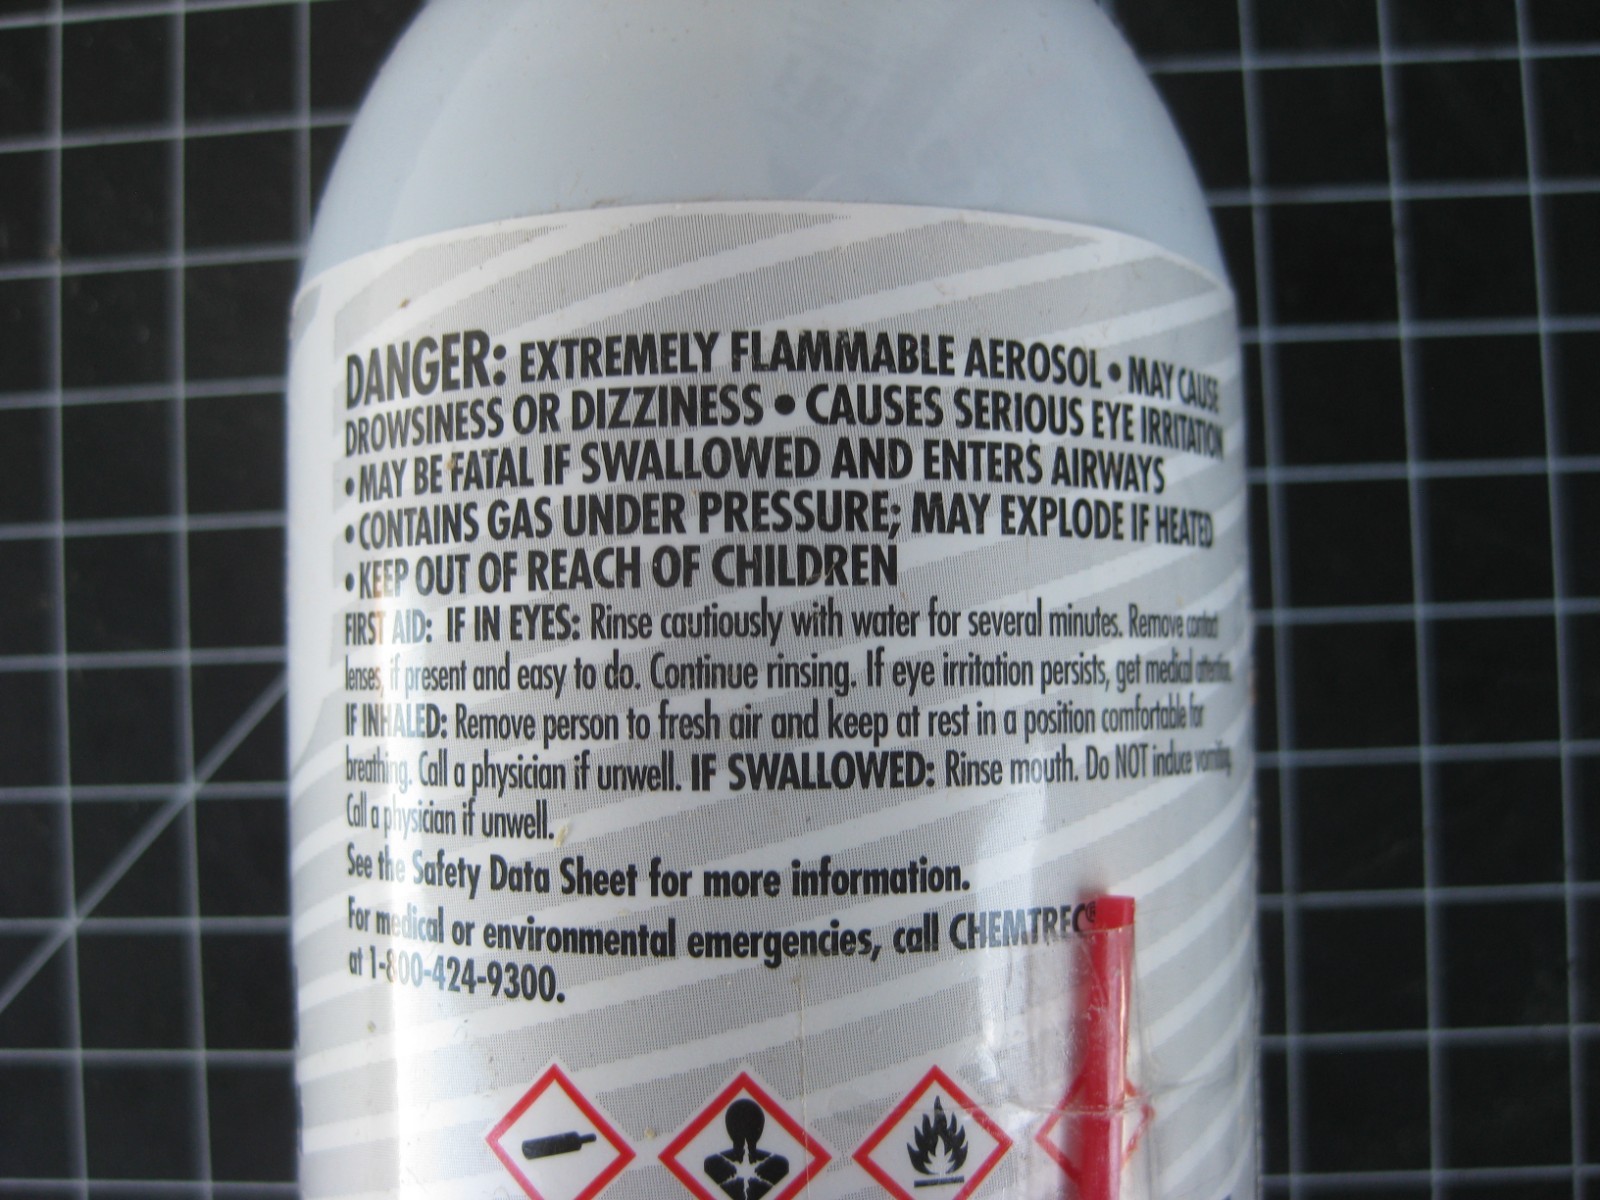 DANGER: EXTREMELY FLAMMABLE AEROSOL • MAY CAUSE
DROWSINESS OR DIZZINESS • CAUSES SERIOUS EYE IRRITATION
• MAY BE FATAL IF SWALLOWED AND ENTERS AIRWAYS
• CONTAINS GAS UNDER PRESSURE; MAY EXPLODE IF HEATED
• KEEP OUT OF REACH OF CHILDREN
FIRST AID: IF IN EYES: Rinse cautiously with water for several minutes. Remove contact
lenses, if present and easy to do. Continue rinsing. If eye irritation persists, get medical attention.
IF INHALED: Remove person to fresh air and keep at rest in a position comfortable for
breathing. Call a physician if unwell. IF SWALLOWED: Rinse mouth. Do NOT induce vomiting.
Call a physician if unwell.
See the Safety Data Sheet for more information.
For medical or environmental emergencies, call CHEMTREC®
at 1-800-424-9300.